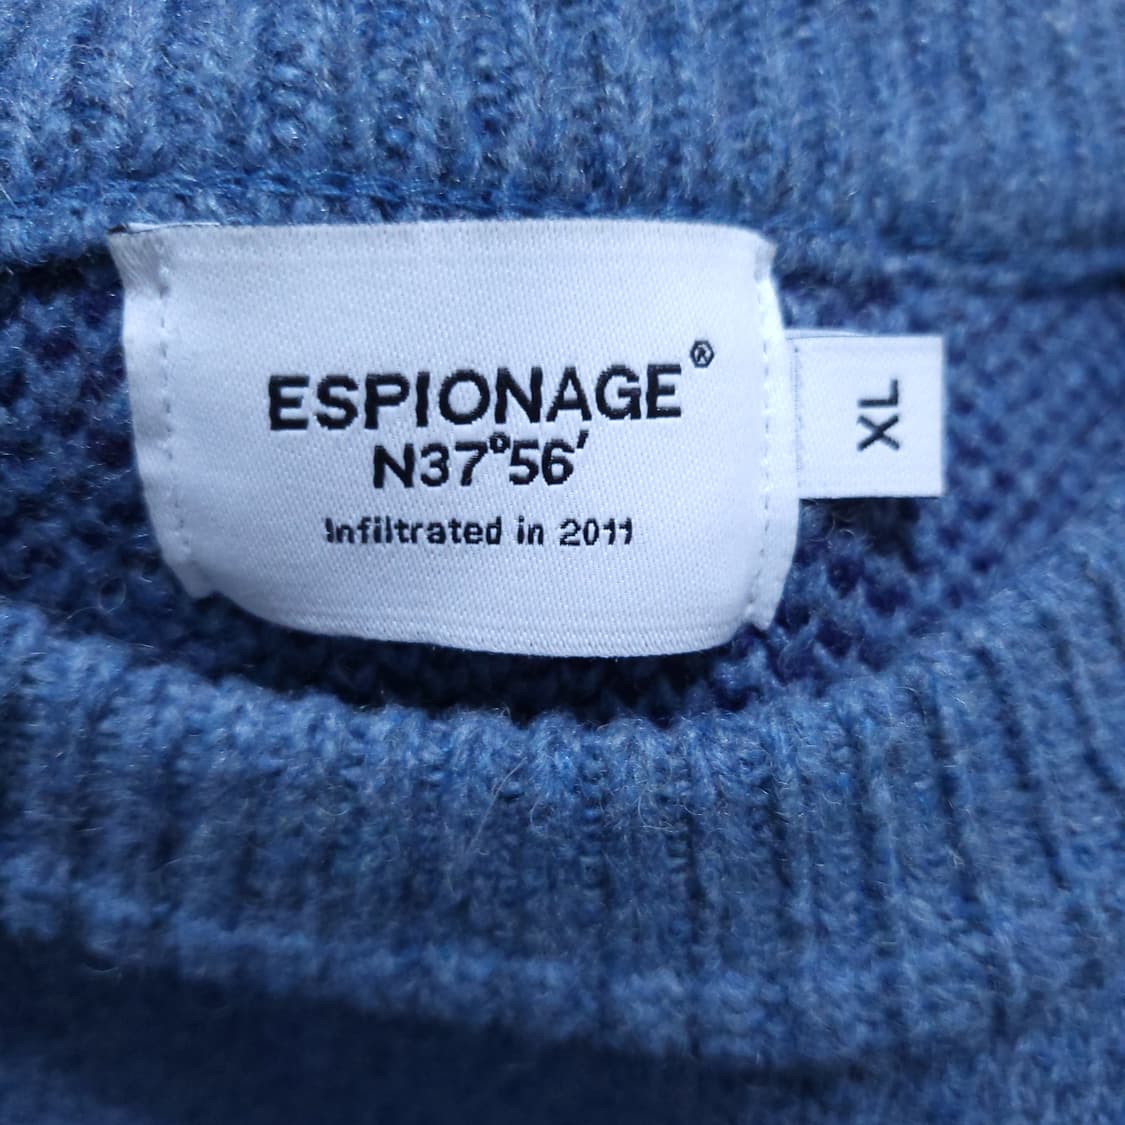 ESPIONAGE®
N37°56′
Infiltrated in 2011
XL